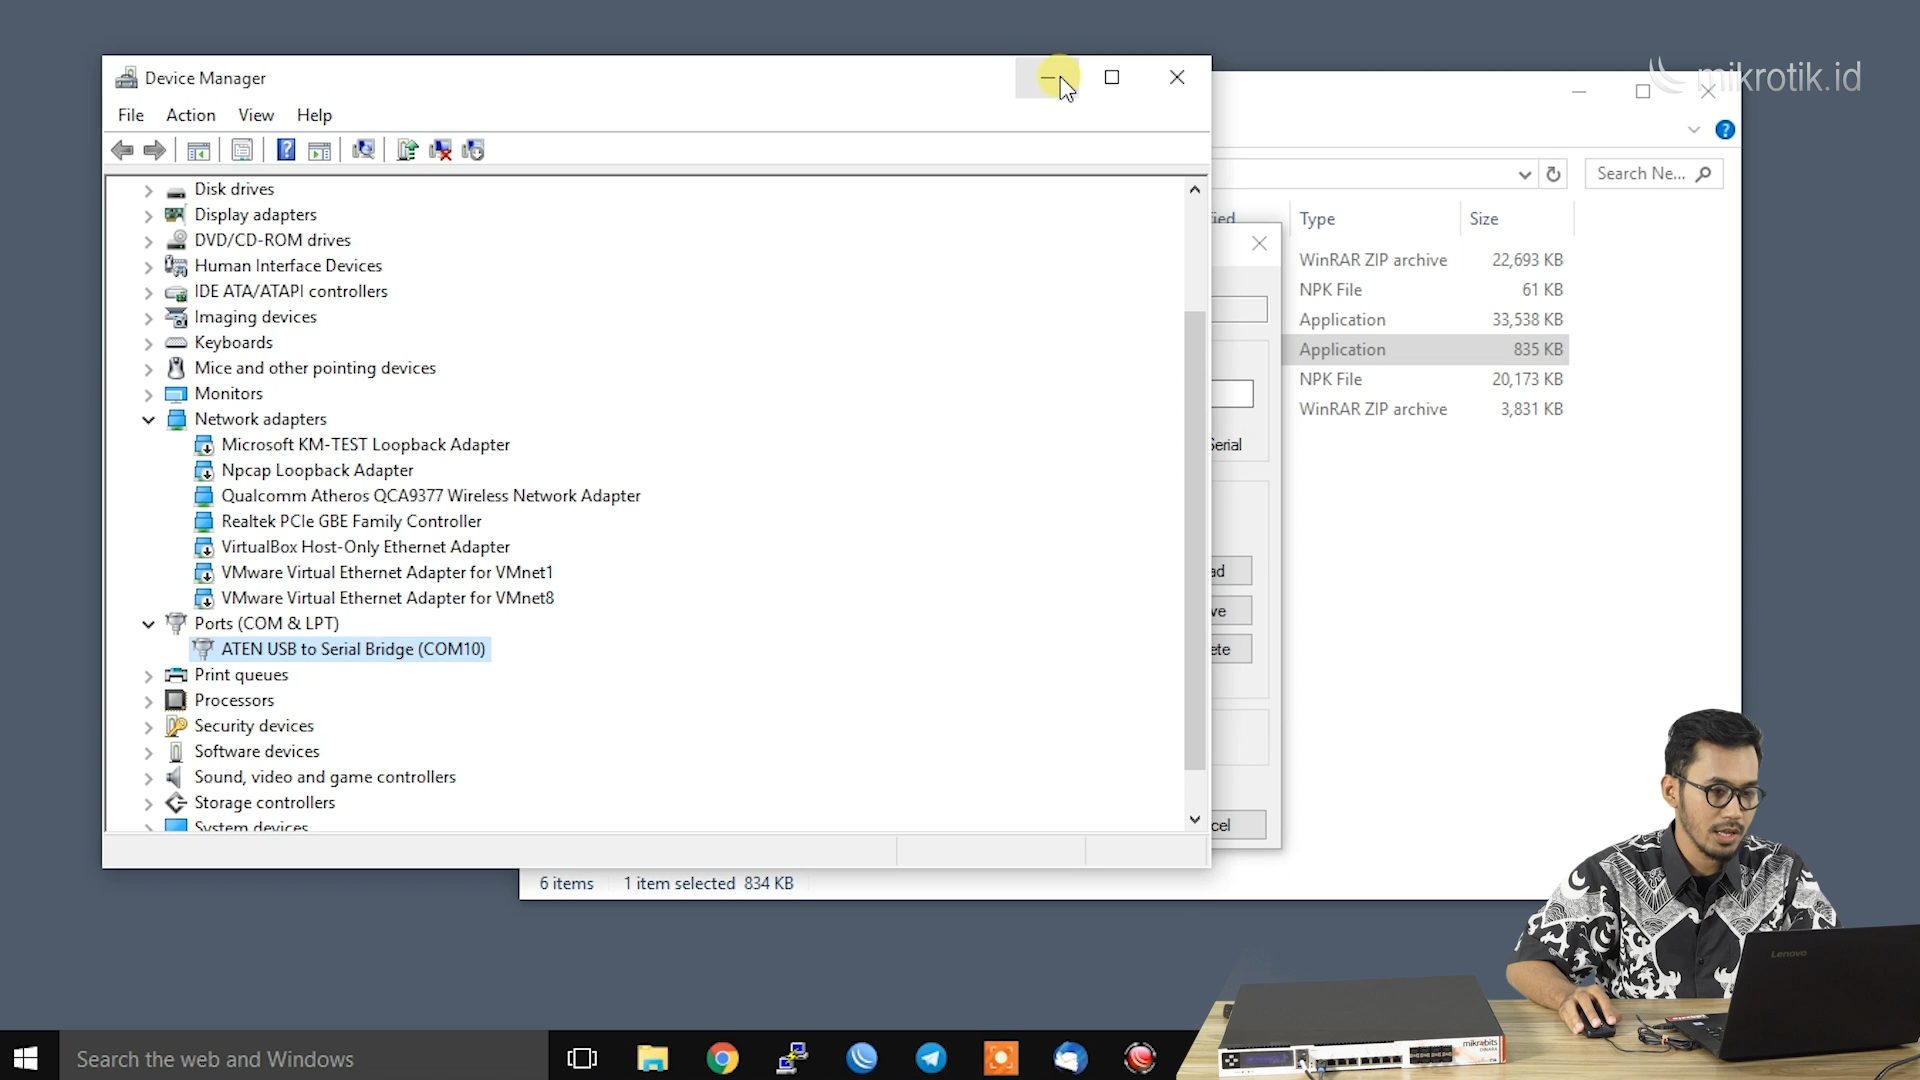 mikrotik.id
Device Manager
File Action View Help
Search Ne...
Disk drives
Display adapters
DVD/CD-ROM drives
Human Interface Devices
IDE ATA/ATAPI controllers
Imaging devices
Keyboards
Mice and other pointing devices
Monitors
Network adapters
Microsoft KM-TEST Loopback Adapter
Npcap Loopback Adapter
Qualcomm Atheros QCA9377 Wireless Network Adapter
Realtek PCIe GBE Family Controller
VirtualBox Host-Only Ethernet Adapter
VMware Virtual Ethernet Adapter for VMnet1
VMware Virtual Ethernet Adapter for VMnet8
Ports (COM & LPT)
ATEN USB to Serial Bridge (COM10)
Print queues
Processors
Security devices
Software devices
Sound, video and game controllers
Storage controllers
System devices
Type Size
WinRAR ZIP archive 22,693 KB
NPK File 61 KB
Application 33,538 KB
Application 835 KB
NPK File 20,173 KB
WinRAR ZIP archive 3,831 KB
Serial
ad
ve
ete
cel
6 items 1 item selected 834 KB
Lenovo
mikrobits
Search the web and Windows